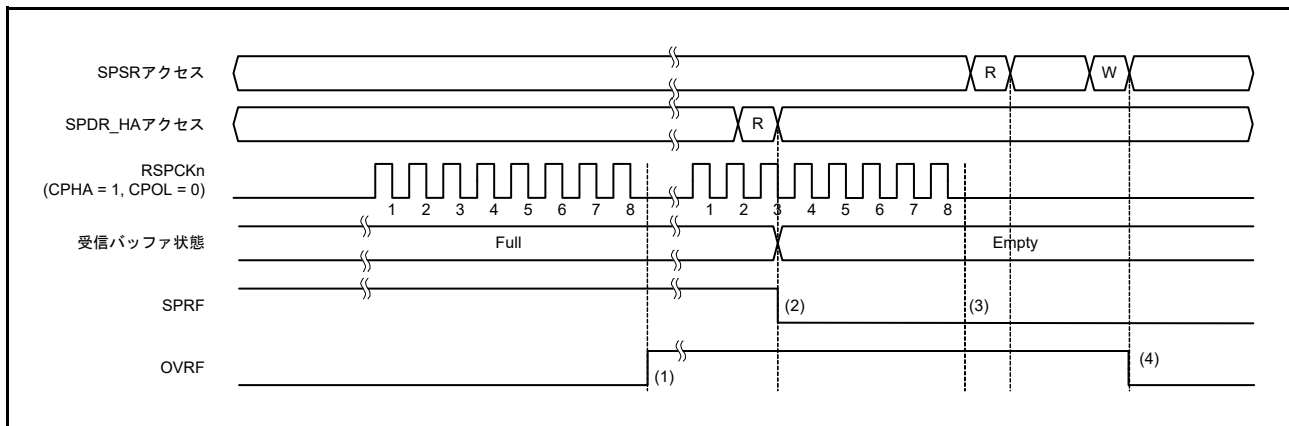 SPSRアクセス
R
W
SPDR_HAアクセス
R
RSPCKn
(CPHA = 1, CPOL = 0)
1 2 3 4 5 6 7 8 1 2 3 4 5 6 7 8
受信バッファ状態
Full
Empty
SPRF
(2)
(3)
OVRF
(1)
(4)